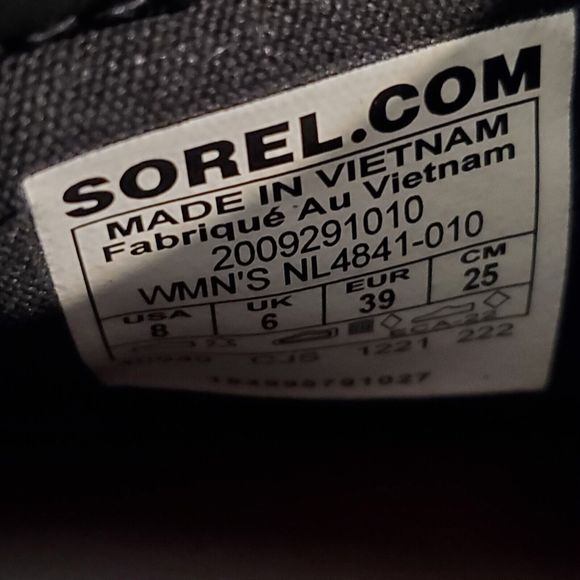 SOREL.COM
MADE IN VIETNAM
Fabriqué Au Vietnam
2009291010
WMN'S NL4841-010
USA UK EUR CM
8 6 39 25
CJS 1221 222